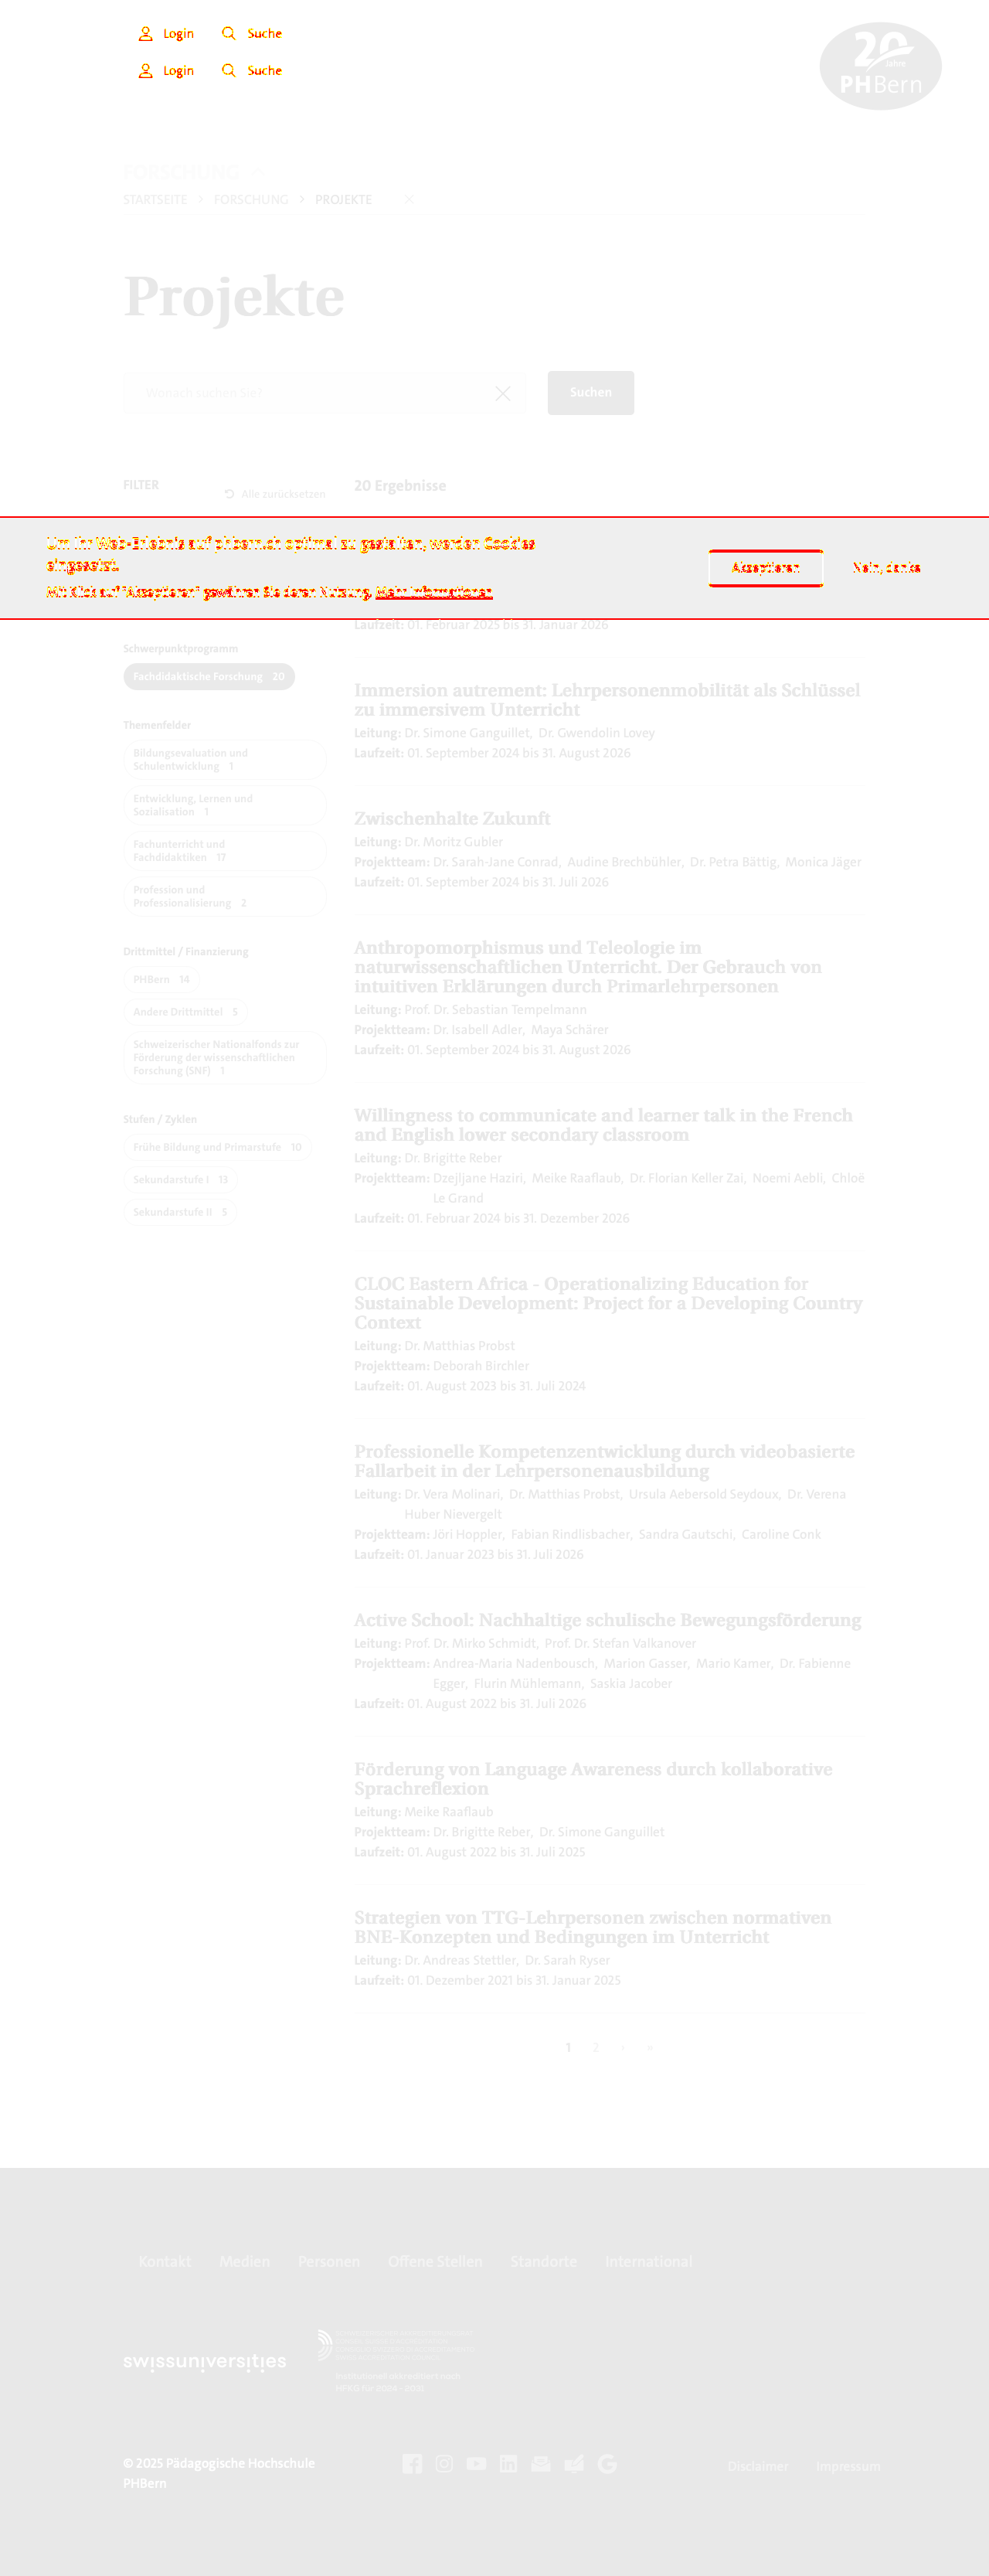 Login Suche
Login Suche
20
Jahre
PHBern
FORSCHUNG
STARTSEITE FORSCHUNG PROJEKTE
Projekte
Wonach suchen Sie?
Suchen
FILTER
Alle zurücksetzen
20 Ergebnisse
Um Ihr Web-Erlebnis auf phbern.ch optimal zu gestalten, werden Cookies
eingesetzt.
Mit Klick auf "Akzeptieren" gewähren Sie deren Nutzung. Mehr Informationen
Akzeptieren
Nein, danke
Laufzeit: 01. Februar 2025 bis 31. Januar 2026
Schwerpunktprogramm
Fachdidaktische Forschung 20
Themenfelder
Bildungsevaluation und
Schulentwicklung 1
Entwicklung, Lernen und
Sozialisation 1
Fachunterricht und
Fachdidaktiken 17
Profession und
Professionalisierung 2
Drittmittel / Finanzierung
PHBern 14
Andere Drittmittel 5
Schweizerischer Nationalfonds zur
Förderung der wissenschaftlichen
Forschung (SNF) 1
Stufen / Zyklen
Frühe Bildung und Primarstufe 10
Sekundarstufe I 13
Sekundarstufe II 5
Immersion autrement: Lehrpersonenmobilität als Schlüssel
zu immersivem Unterricht
Leitung: Dr. Simone Ganguillet, Dr. Gwendolin Lovey
Laufzeit: 01. September 2024 bis 31. August 2026
Zwischenhalte Zukunft
Leitung: Dr. Moritz Gubler
Projektteam: Dr. Sarah-Jane Conrad, Audine Brechbühler, Dr. Petra Bättig, Monica Jäger
Laufzeit: 01. September 2024 bis 31. Juli 2026
Anthropomorphismus und Teleologie im
naturwissenschaftlichen Unterricht. Der Gebrauch von
intuitiven Erklärungen durch Primarlehrpersonen
Leitung: Prof. Dr. Sebastian Tempelmann
Projektteam: Dr. Isabell Adler, Maya Schärer
Laufzeit: 01. September 2024 bis 31. August 2026
Willingness to communicate and learner talk in the French
and English lower secondary classroom
Leitung: Dr. Brigitte Reber
Projektteam: Dzejljane Haziri, Meike Raaflaub, Dr. Florian Keller Zai, Noemi Aebli, Chloë
Le Grand
Laufzeit: 01. Februar 2024 bis 31. Dezember 2026
CLOC Eastern Africa - Operationalizing Education for
Sustainable Development: Project for a Developing Country
Context
Leitung: Dr. Matthias Probst
Projektteam: Deborah Birchler
Laufzeit: 01. August 2023 bis 31. Juli 2024
Professionelle Kompetenzentwicklung durch videobasierte
Fallarbeit in der Lehrpersonenausbildung
Leitung: Dr. Vera Molinari, Dr. Matthias Probst, Ursula Aebersold Seydoux, Dr. Verena
Huber Nievergelt
Projektteam: Jöri Hoppler, Fabian Rindlisbacher, Sandra Gautschi, Caroline Conk
Laufzeit: 01. Januar 2023 bis 31. Juli 2026
Active School: Nachhaltige schulische Bewegungsförderung
Leitung: Prof. Dr. Mirko Schmidt, Prof. Dr. Stefan Valkanover
Projektteam: Andrea-Maria Nadenbousch, Marion Gasser, Mario Kamer, Dr. Fabienne
Egger, Flurin Mühlemann, Saskia Jacober
Laufzeit: 01. August 2022 bis 31. Juli 2026
Förderung von Language Awareness durch kollaborative
Sprachreflexion
Leitung: Meike Raaflaub
Projektteam: Dr. Brigitte Reber, Dr. Simone Ganguillet
Laufzeit: 01. August 2022 bis 31. Juli 2025
Strategien von TTG-Lehrpersonen zwischen normativen
BNE-Konzepten und Bedingungen im Unterricht
Leitung: Dr. Andreas Stettler, Dr. Sarah Ryser
Laufzeit: 01. Dezember 2021 bis 31. Januar 2025
1 2 › »
Kontakt Medien Personen Offene Stellen Standorte International
swissuniversities
Institutionell akkreditiert nach
© 2025 Pädagogische Hochschule
PHBern
Disclaimer Impressum